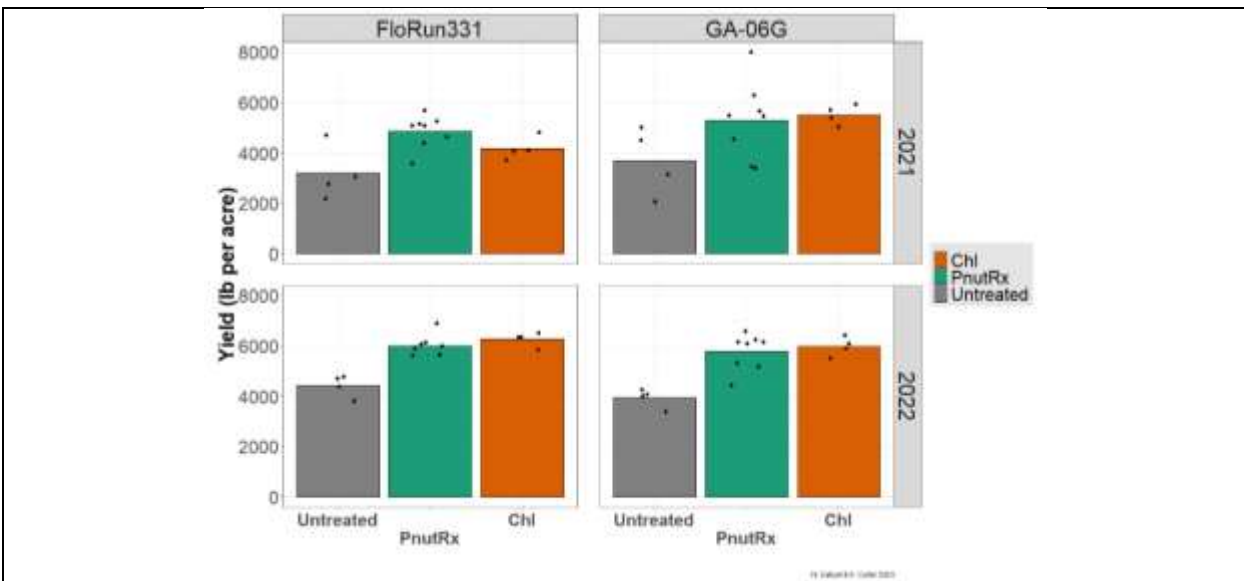 FloRun331 GA-06G
8000
6000
4000
2000
0
2021
8000
6000
4000
2000
0
2022
Yield (lb per acre)
Chl
PnutRx
Untreated
Untreated PnutRx Chl
Untreated PnutRx Chl